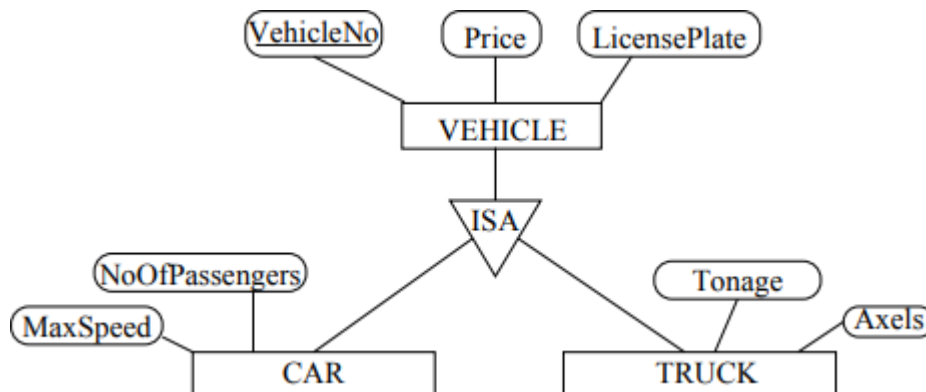 VehicleNo
Price
LicensePlate
VEHICLE
ISA
NoOfPassengers
Tonage
MaxSpeed
Axels
CAR
TRUCK